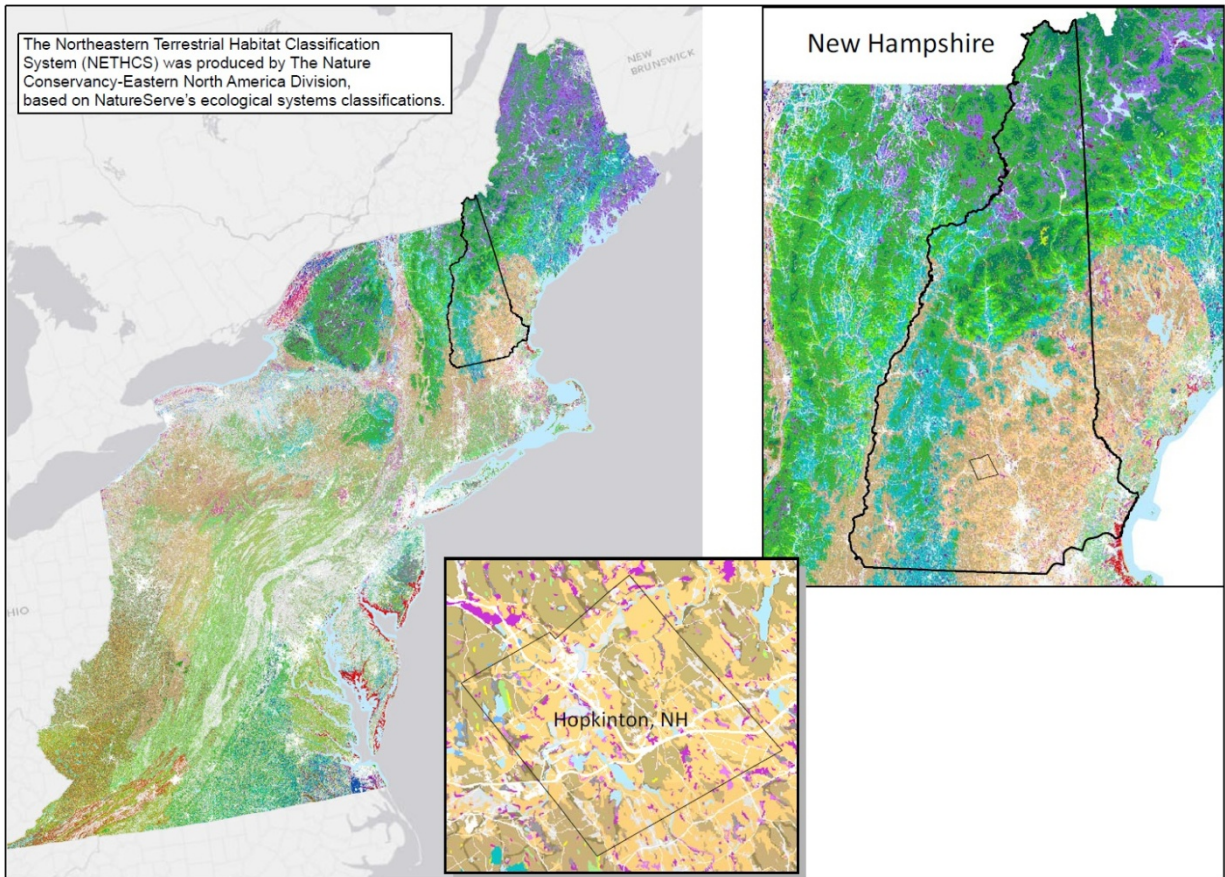 The Northeastern Terrestrial Habitat Classification
System (NETHCS) was produced by The Nature
Conservancy-Eastern North America Division,
based on NatureServe's ecological systems classifications.
NEW
BRUNSWICK
New Hampshire
HIO
Hopkinton, NH